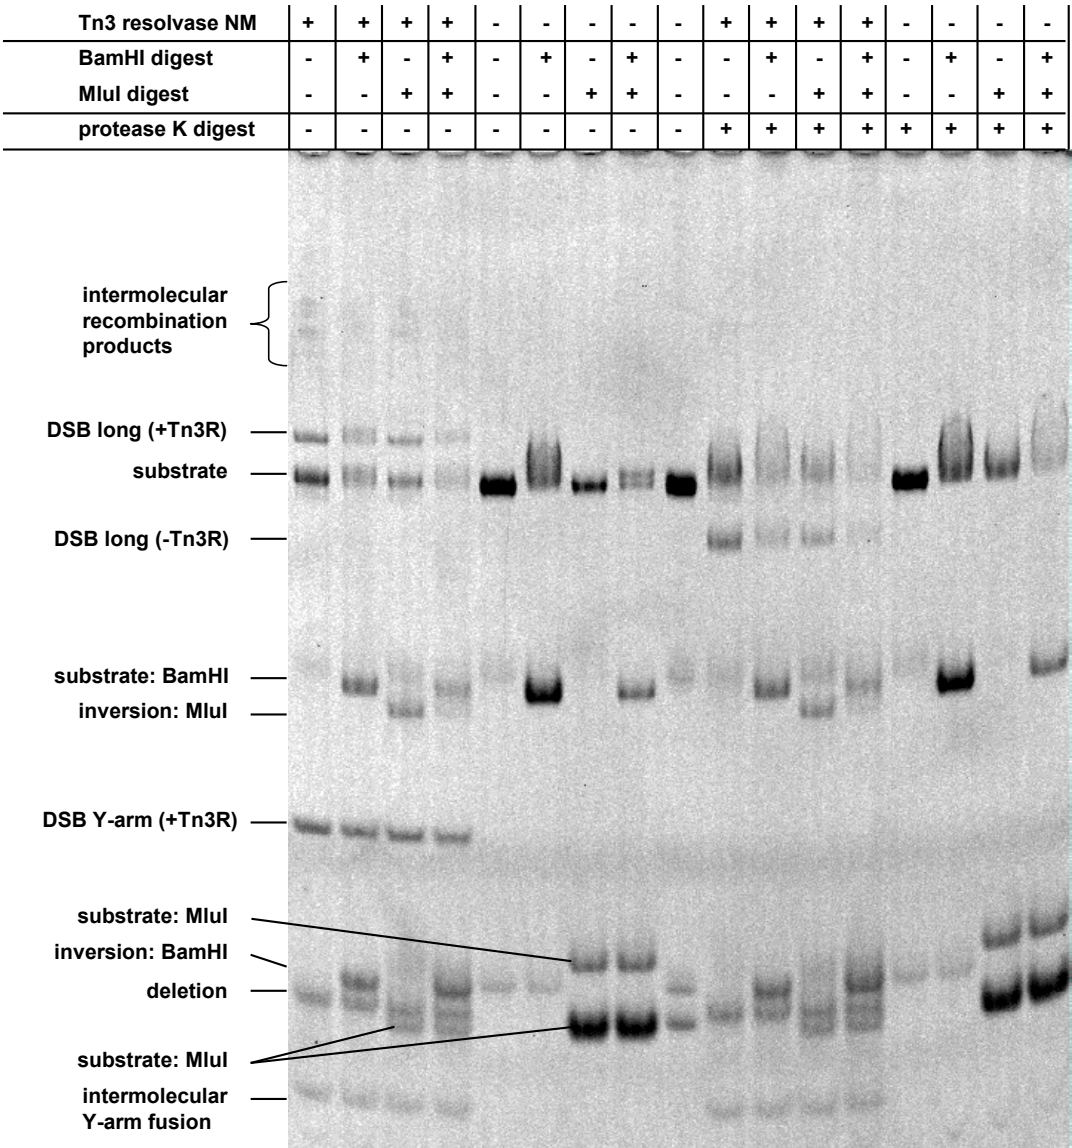 Tn3 resolvase NM + + + + - - - - - + + + + - - - -
BamHI digest - + - + - + - + - - + - + - + - +
MluI digest - - + + - - + + - - - + + - - + +
protease K digest - - - - - - - - - + + + + + + + +
intermolecular
recombination
products
DSB long (+Tn3R)
substrate
DSB long (-Tn3R)
substrate: BamHI
inversion: MluI
DSB Y-arm (+Tn3R)
substrate: MluI
inversion: BamHI
deletion
substrate: MluI
intermolecular
Y-arm fusion